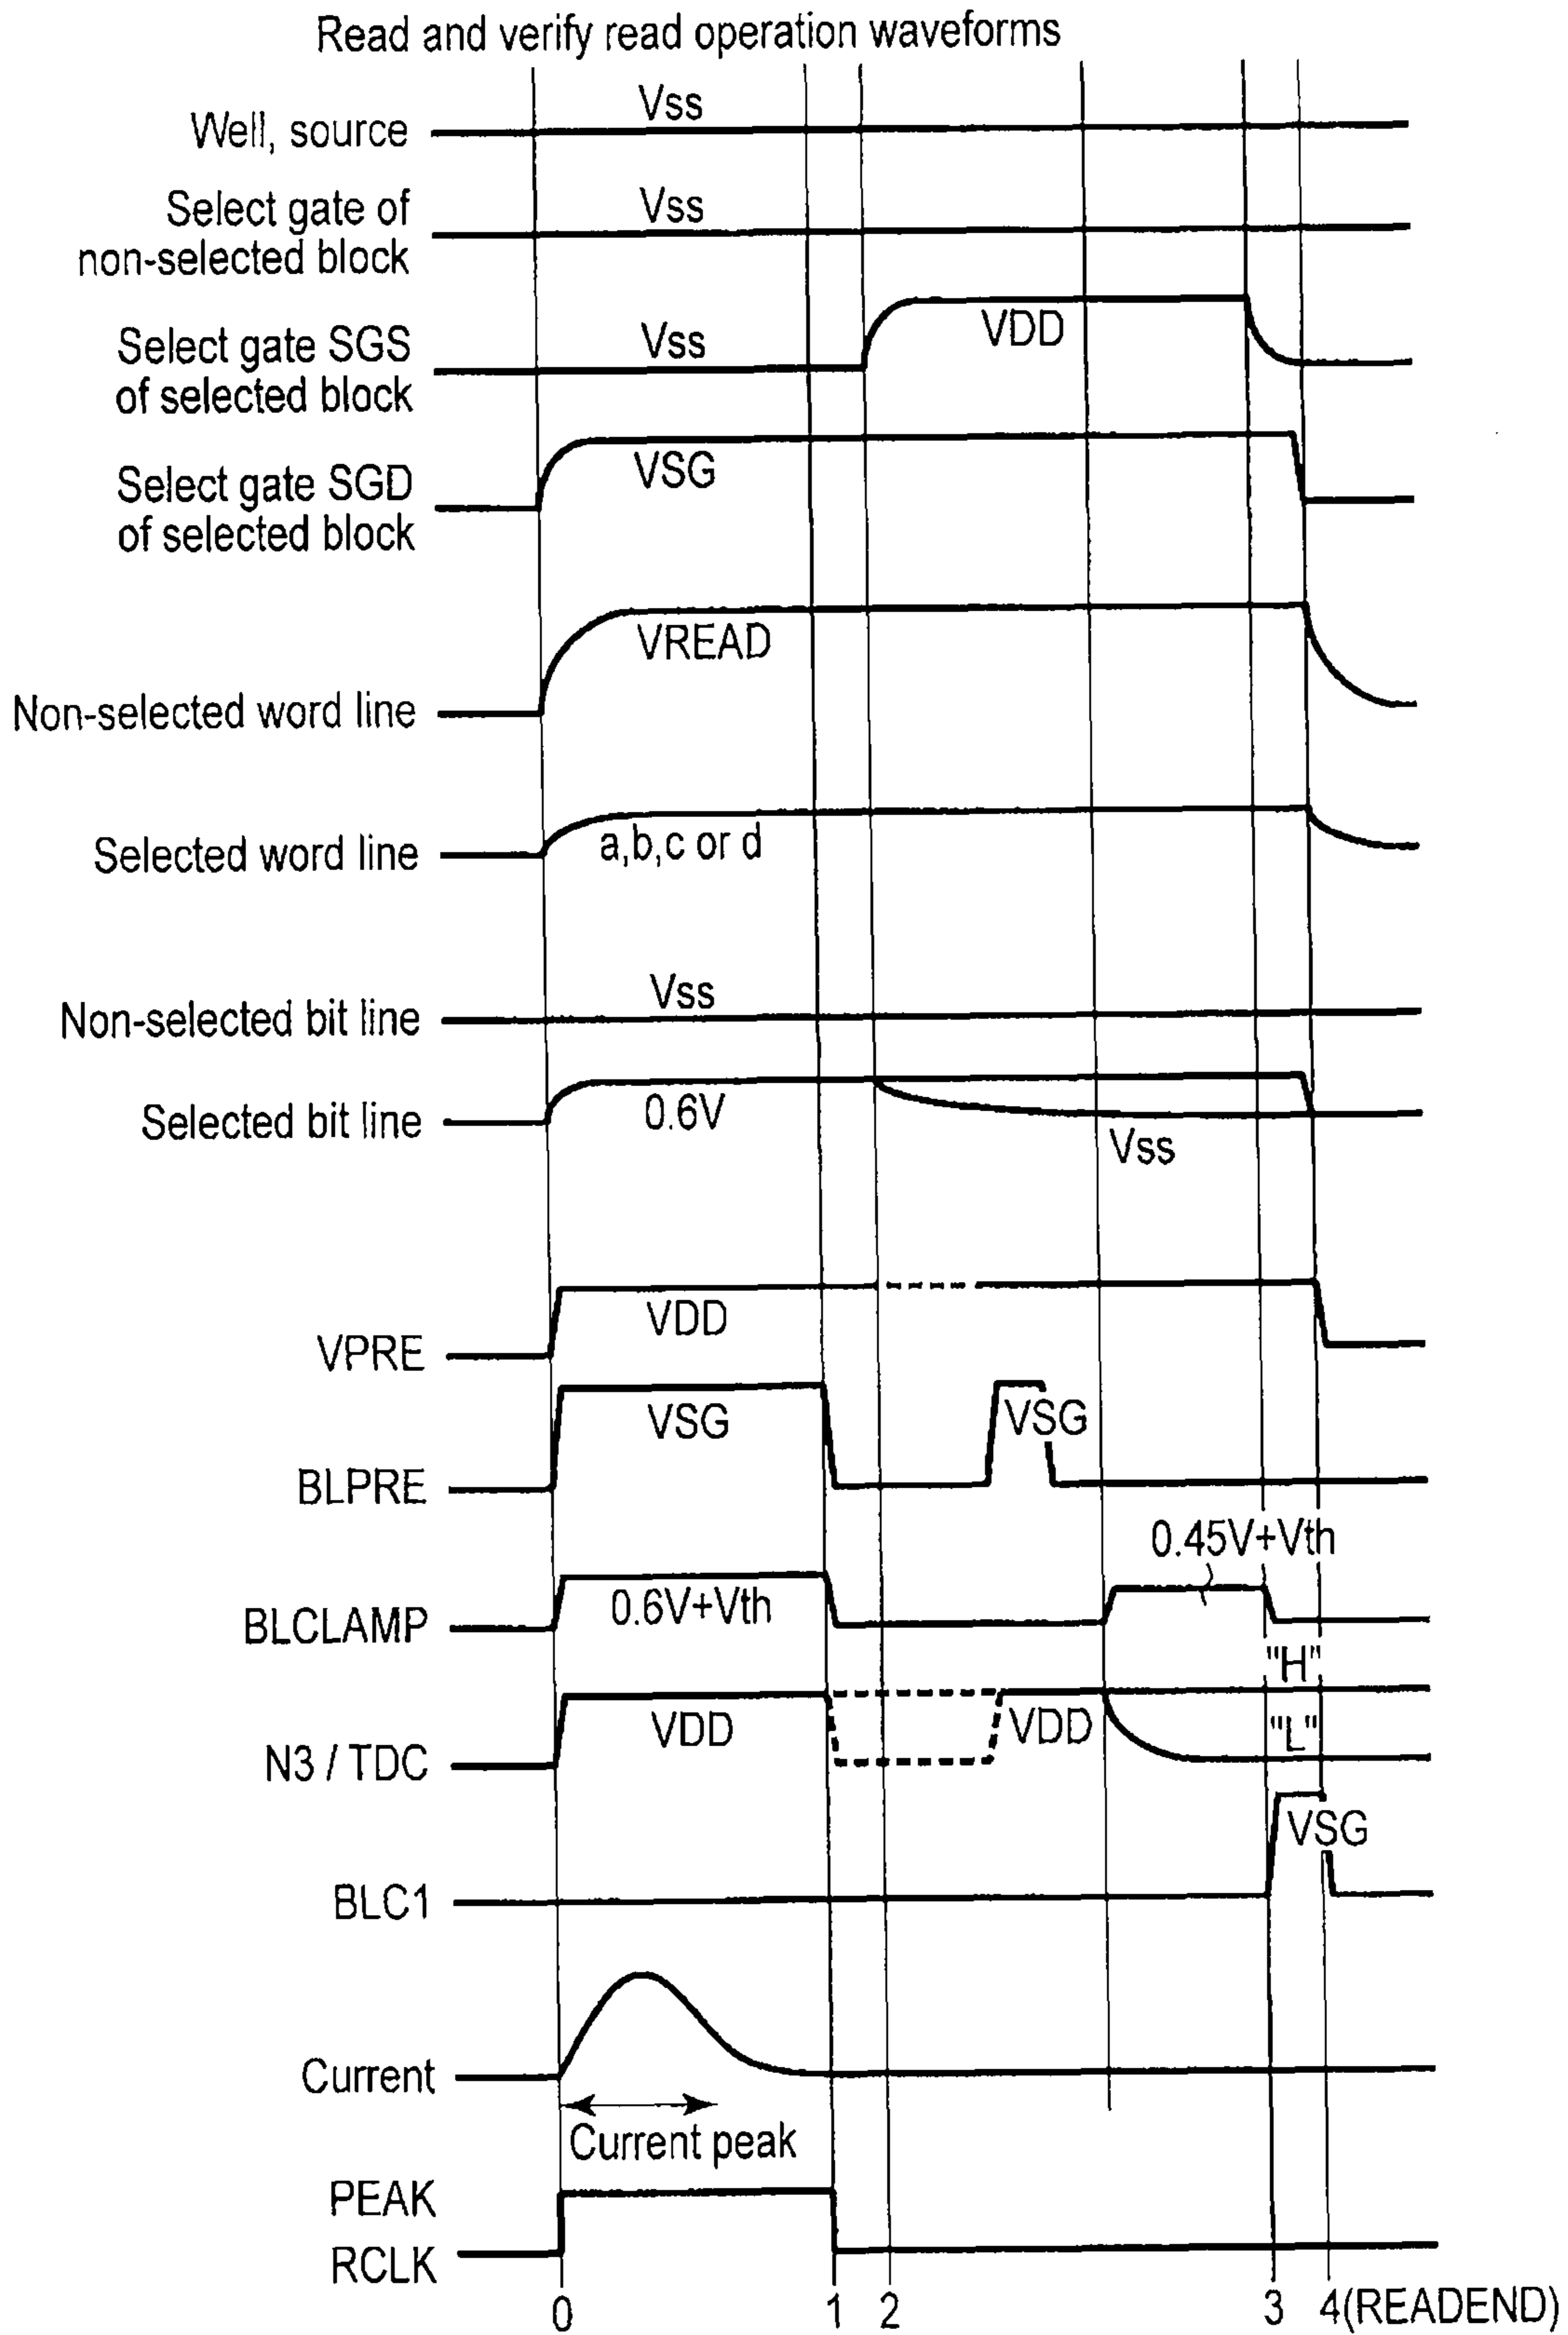 Read and verify read operation waveforms
Vss
Well, source
Select gate of
non-selected block
Vss
Select gate SGS
of selected block
Vss
VDD
Select gate SGD
of selected block
VSG
Non-selected word line
VREAD
Selected word line
a,b,c or d
Non-selected bit line
Vss
Selected bit line
0.6V
Vss
VPRE
VDD
BLPRE
VSG
VSG
BLCLAMP
0.6V+Vth
0.45V+Vth
N3 / TDC
VDD
VDD
"H"
"L"
BLC1
VSG
Current
Current peak
PEAK
RCLK
0
1
2
3
4(READEND)